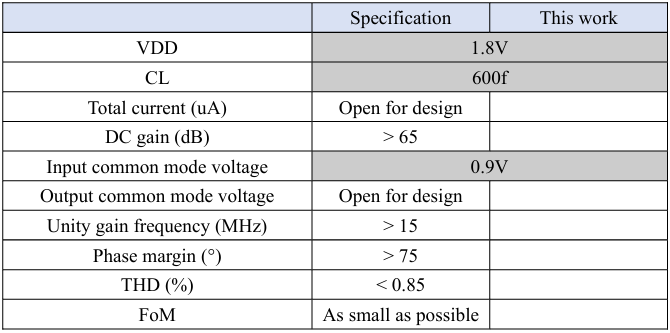 Specification This work
VDD 1.8V
CL 600f
Total current (uA) Open for design
DC gain (dB) > 65
Input common mode voltage 0.9V
Output common mode voltage Open for design
Unity gain frequency (MHz) > 15
Phase margin (°) > 75
THD (%) < 0.85
FoM As small as possible